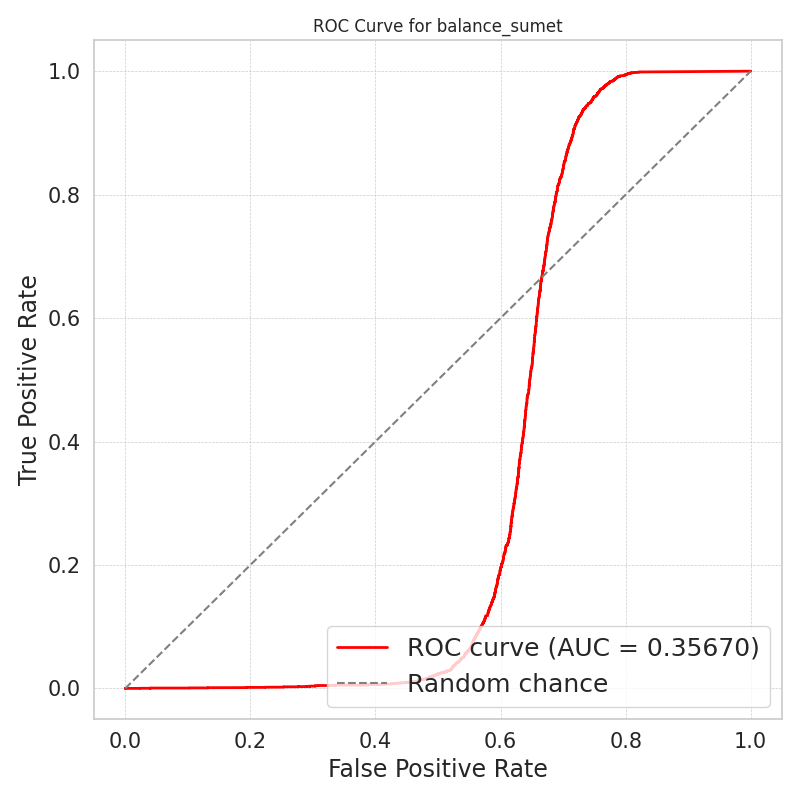 ROC Curve for balance_sumet
True Positive Rate
1.0
0.8
0.6
0.4
0.2
0.0
ROC curve (AUC = 0.35670)
Random chance
0.0 0.2 0.4 0.6 0.8 1.0
False Positive Rate